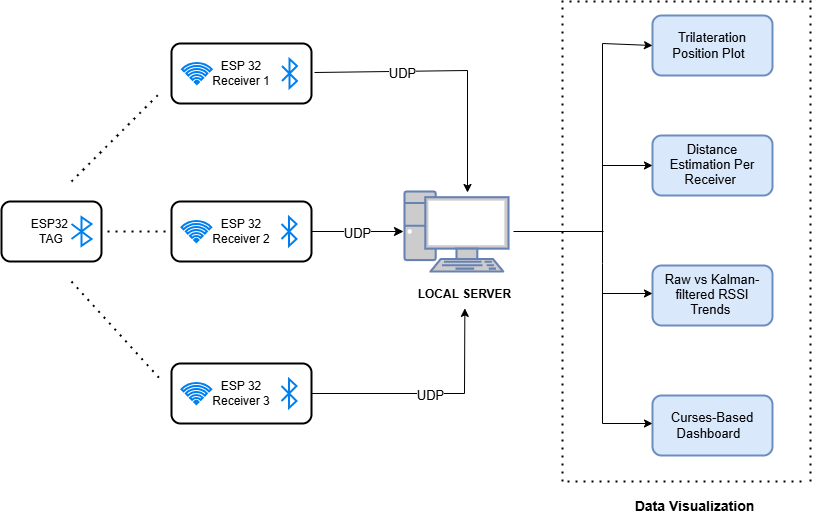 ESP32
TAG
ESP 32
Receiver 1
ESP 32
Receiver 2
ESP 32
Receiver 3
UDP
UDP
UDP
LOCAL SERVER
Trilateration
Position Plot
Distance
Estimation Per
Receiver
Raw vs Kalman-
filtered RSSI
Trends
Curses-Based
Dashboard
Data Visualization